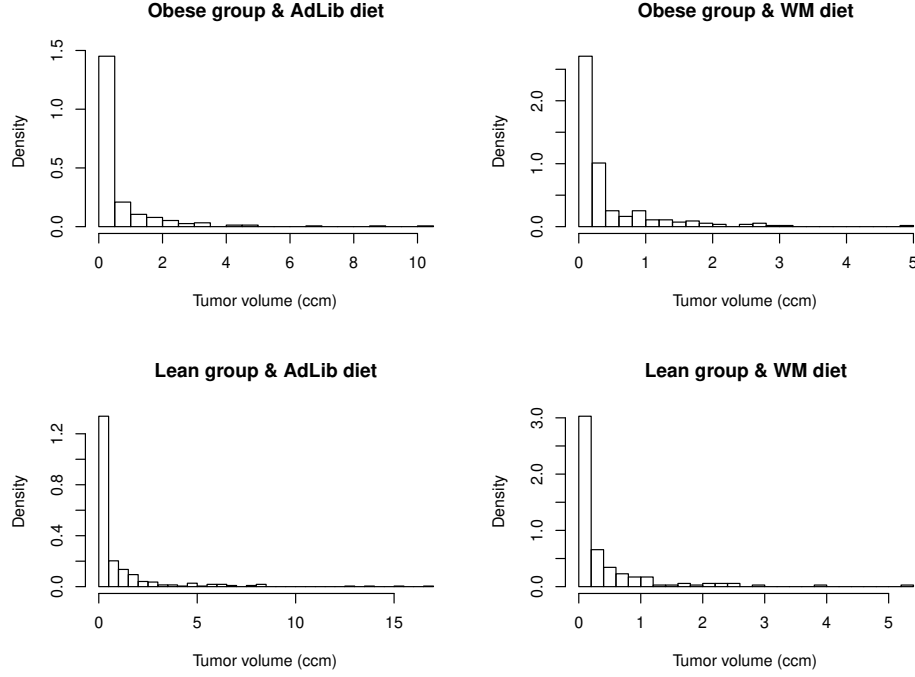 Obese group & AdLib diet
Density
0.0 0.5 1.0 1.5
0 2 4 6 8 10
Tumor volume (ccm)
Obese group & WM diet
Density
0.0 1.0 2.0
0 1 2 3 4 5
Tumor volume (ccm)
Lean group & AdLib diet
Density
0.0 0.4 0.8 1.2
0 5 10 15
Tumor volume (ccm)
Lean group & WM diet
Density
0.0 1.0 2.0 3.0
0 1 2 3 4 5
Tumor volume (ccm)